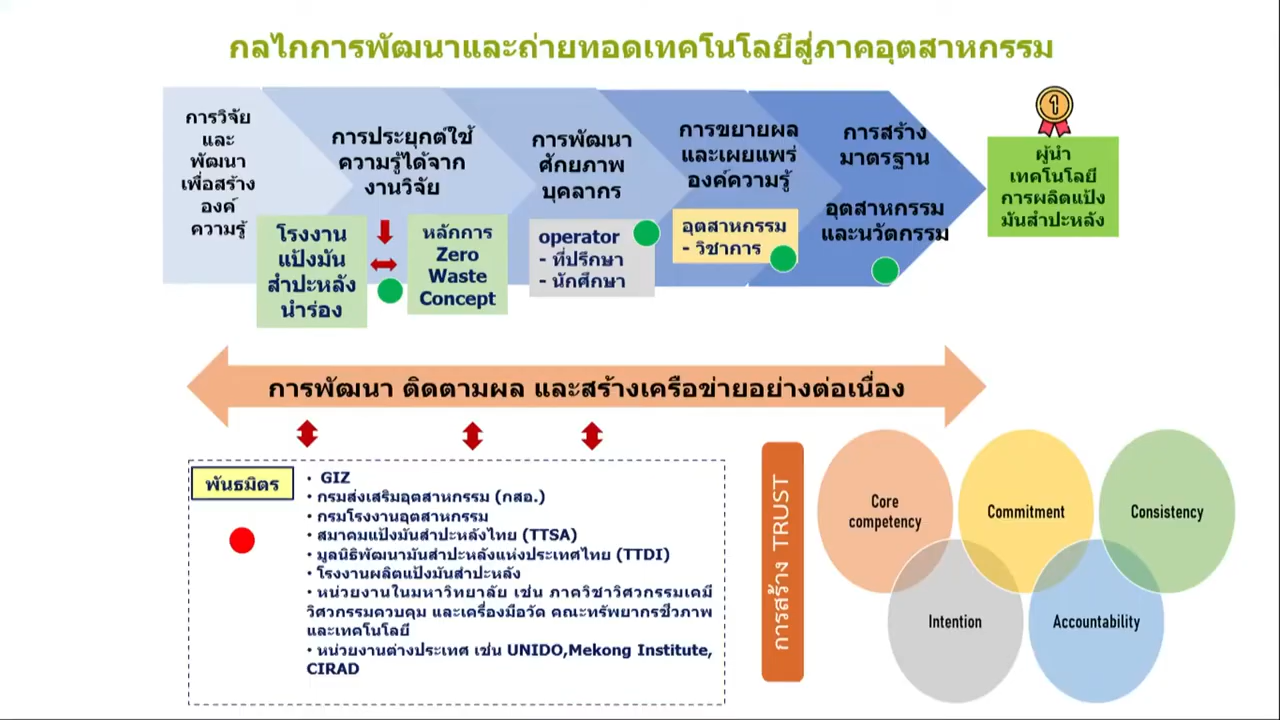 กลไกการพัฒนาและถ่ายทอดเทคโนโลยีสู่ภาคอุตสาหกรรม
การวิจัย
และ
พัฒนา
เพื่อสร้าง
องค์
ความรู้
การประยุกต์ใช้
ความรู้ได้จาก
งานวิจัย
โรงงาน
แป้งมัน
สำปะหลัง
นำร่อง
หลักการ
Zero
Waste
Concept
การพัฒนา
ศักยภาพ
บุคลากร
operator
- ที่ปรึกษา
- นักศึกษา
การขยายผล
และเผยแพร่
องค์ความรู้
อุตสาหกรรม
- วิชาการ
การสร้าง
มาตรฐาน
อุตสาหกรรม
และนวัตกรรม
1
ผู้นำ
เทคโนโลยี
การผลิตแป้ง
มันสำปะหลัง
การพัฒนา ติดตามผล และสร้างเครือข่ายอย่างต่อเนื่อง
พันธมิตร
• GIZ
• กรมส่งเสริมอุตสาหกรรม (กสอ.)
• กรมโรงงานอุตสาหกรรม
• สมาคมแป้งมันสำปะหลังไทย (TTSA)
• มูลนิธิพัฒนามันสำปะหลังแห่งประเทศไทย (TTDI)
• โรงงานผลิตแป้งมันสำปะหลัง
• หน่วยงานในมหาวิทยาลัย เช่น ภาควิชาวิศวกรรมเคมี
วิศวกรรมควบคุม และเครื่องมือวัด คณะทรัพยากรชีวภาพ
และเทคโนโลยี
• หน่วยงานต่างประเทศ เช่น UNIDO,Mekong Institute,
CIRAD
การสร้าง TRUST
Core
competency
Commitment
Consistency
Intention
Accountability